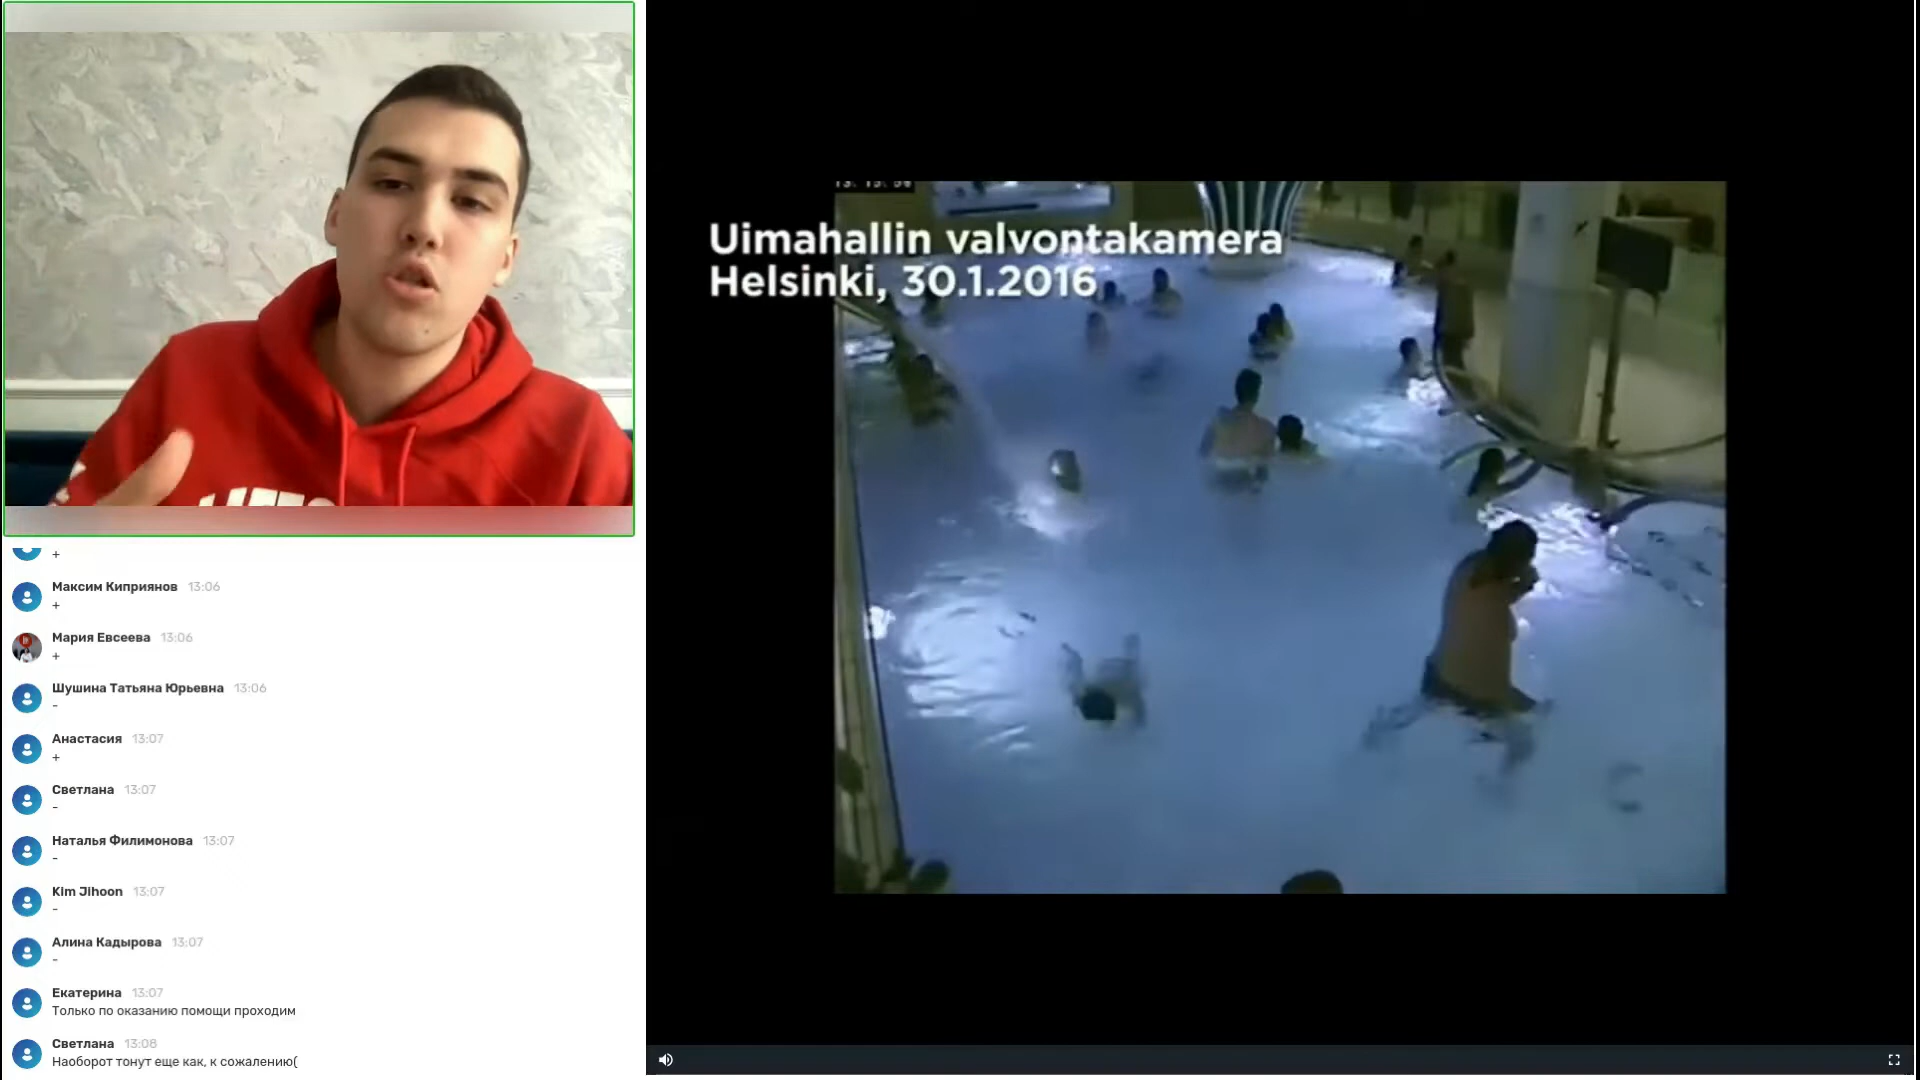 Uimahallin valvontakamera
Helsinki, 30.1.2016
+
Максим Киприянов 13:06
+
Мария Евсеева 13:06
+
Шушина Татьяна Юрьевна 13:06
-
Анастасия 13:07
+
Светлана 13:07
-
Наталья Филимонова 13:07
-
Kim Jihoon 13:07
-
Алина Кадырова 13:07
-
Екатерина 13:07
Только по оказанию помощи проходим
Светлана 13:08
Наоборот тонут еще как, к сожалению(